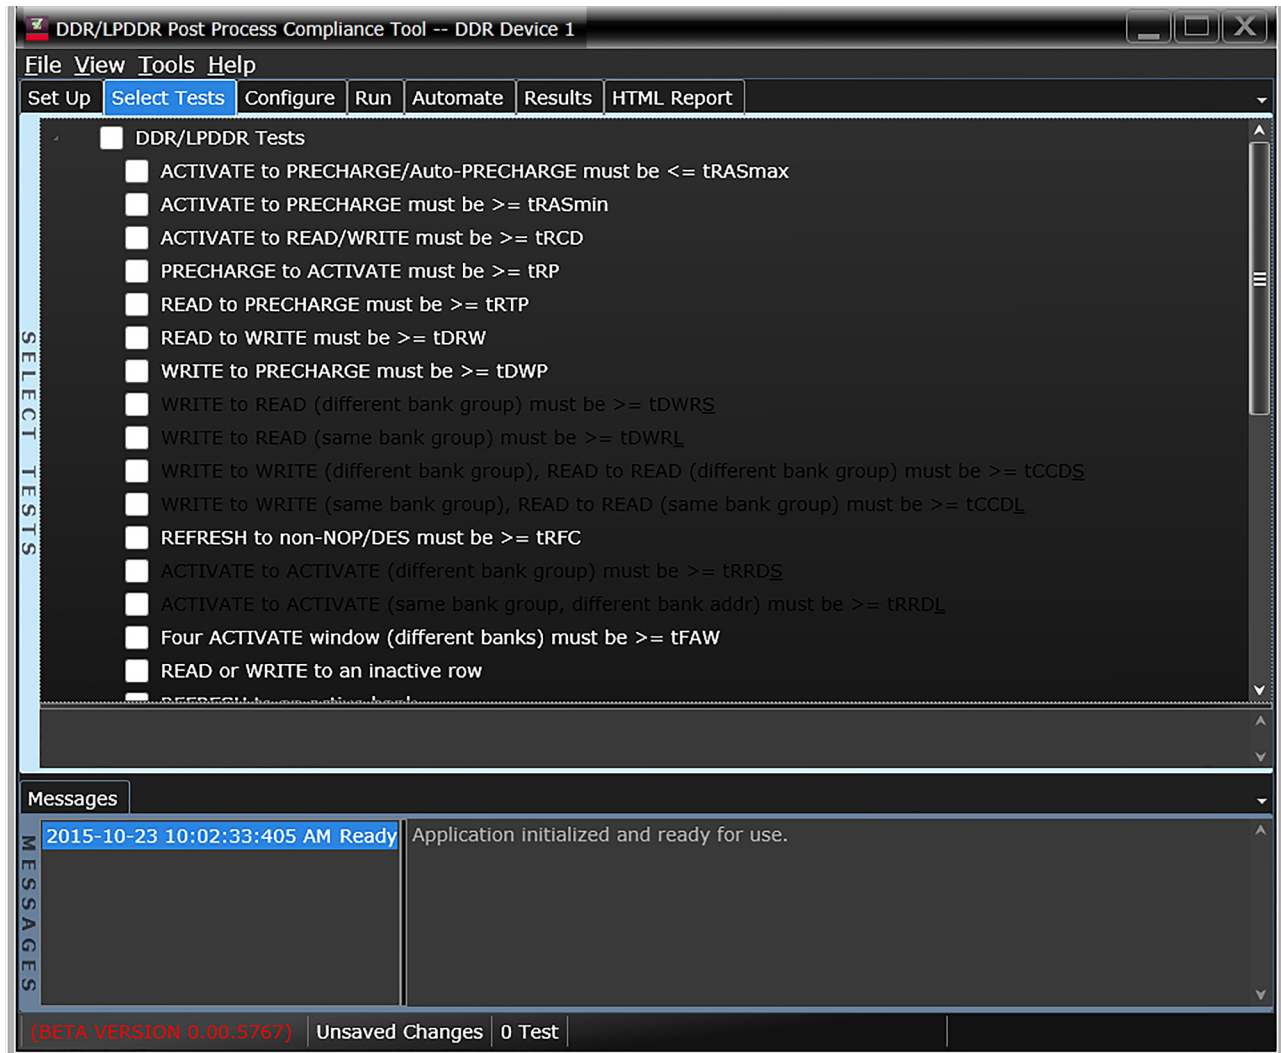 DDR/LPDDR Post Process Compliance Tool -- DDR Device 1
File View Tools Help
Set Up Select Tests Configure Run Automate Results HTML Report
SELECT TESTS
DDR/LPDDR Tests
ACTIVATE to PRECHARGE/Auto-PRECHARGE must be <= tRASmax
ACTIVATE to PRECHARGE must be >= tRASmin
ACTIVATE to READ/WRITE must be >= tRCD
PRECHARGE to ACTIVATE must be >= tRP
READ to PRECHARGE must be >= tRTP
READ to WRITE must be >= tDRW
WRITE to PRECHARGE must be >= tDWP
WRITE to READ (different bank group) must be >= tDWRS
WRITE to READ (same bank group) must be >= tDWRL
WRITE to WRITE (different bank group), READ to READ (different bank group) must be >= tCCDS
WRITE to WRITE (same bank group), READ to READ (same bank group) must be >= tCCDL
REFRESH to non-NOP/DES must be >= tRFC
ACTIVATE to ACTIVATE (different bank group) must be >= tRRDS
ACTIVATE to ACTIVATE (same bank group, different bank addr) must be >= tRRDL
Four ACTIVATE window (different banks) must be >= tFAW
READ or WRITE to an inactive row
REFRESH to an active bank
Messages
MESSAGES
2015-10-23 10:02:33:405 AM Ready
Application initialized and ready for use.
(BETA VERSION 0.00.5767) Unsaved Changes 0 Test